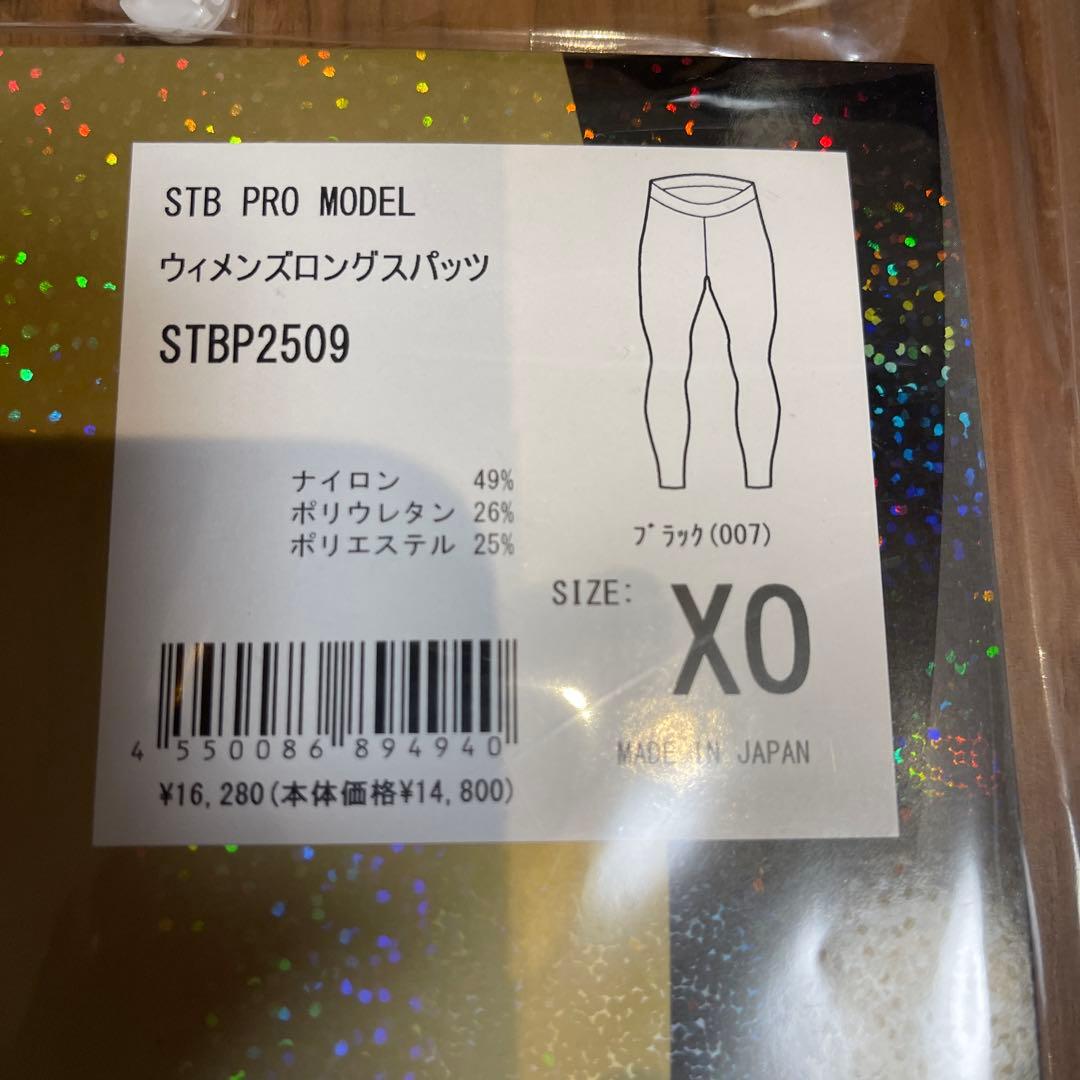 STB PRO MODEL
ウィメンズロングスパッツ
STBP2509
ナイロン 49%
ポリウレタン 26%
ポリエステル 25%
ﾌﾞﾗｯｸ(007)
SIZE: XO
4 550086 894940
¥16,280(本体価格¥14,800)
MADE IN JAPAN